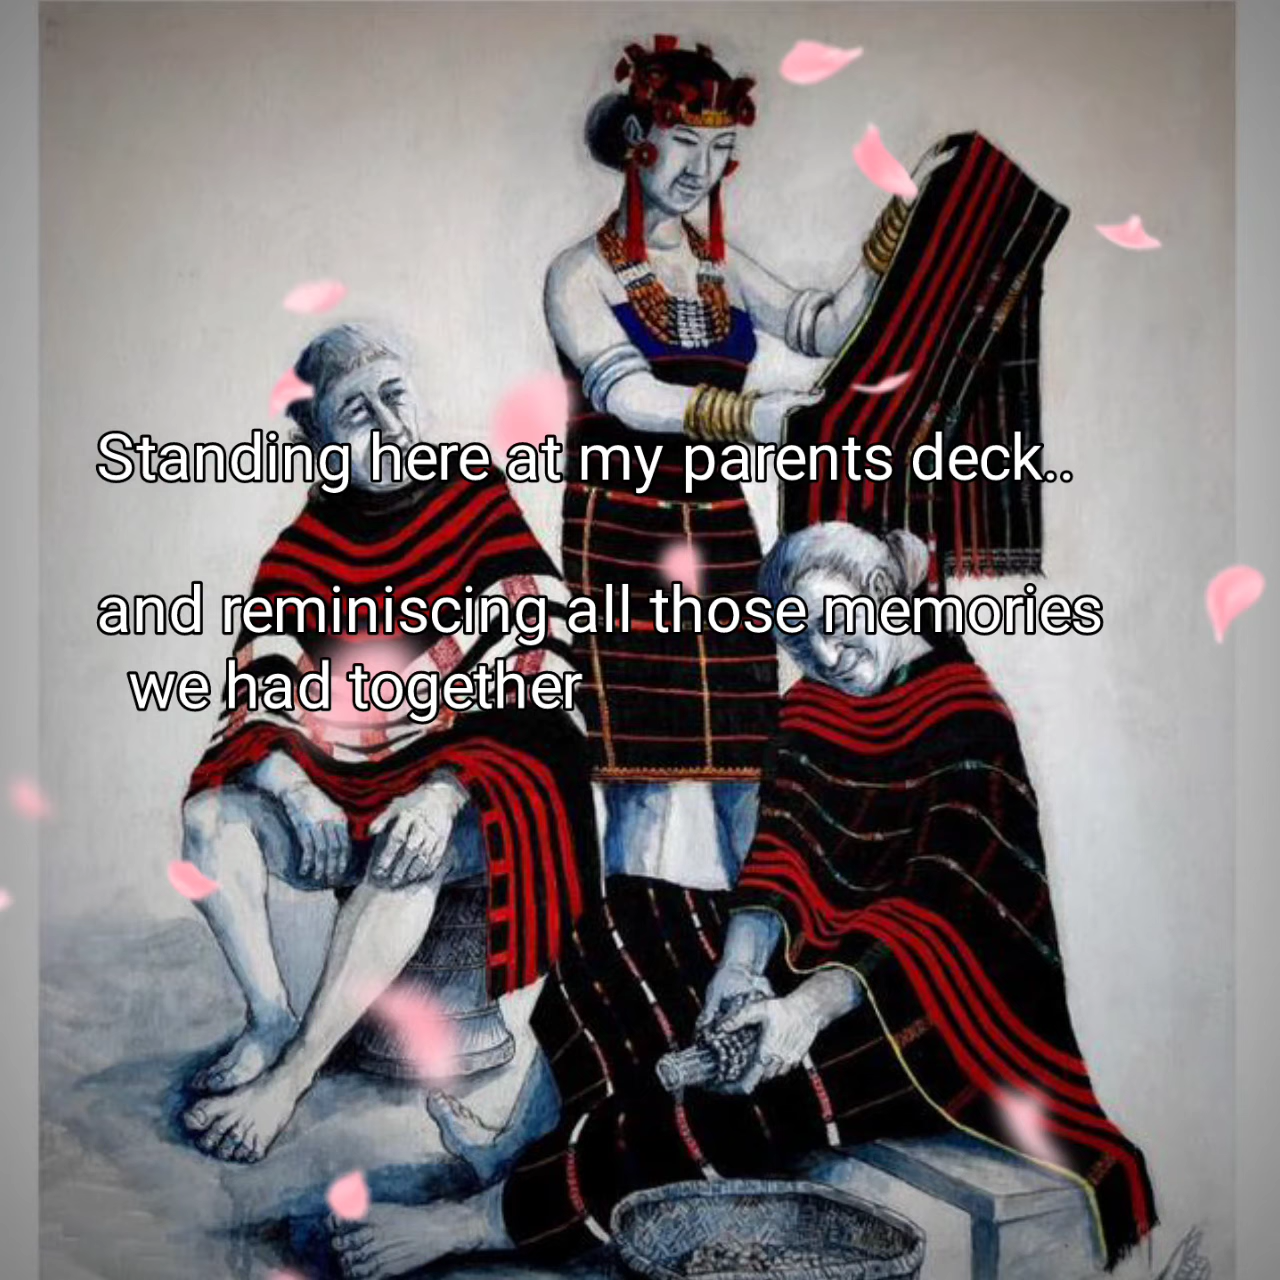 Standing here at my parents deck..
and reminiscing all those memories
we had together